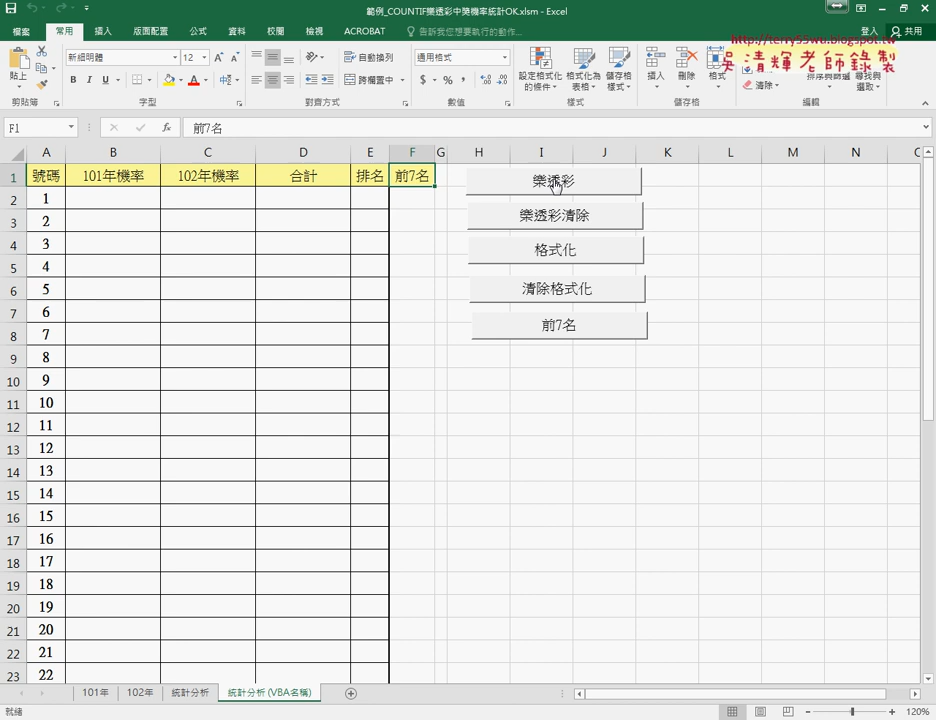 範例_COUNTIF樂透彩中獎機率統計OK.xlsm - Excel
檔案 常用 插入 版面配置 公式 資料 校閱 檢視 ACROBAT 告訴我您想要執行的動作... 登入 共用
http://terry55wu.blogspot.tw
吳清輝老師錄製
貼上 新細明體 12 自動換列 通用格式 設定格式化的條件 格式化為表格 儲存格樣式 插入 刪除 格式
B I U 跨欄置中 $ % 清除 排序與篩選 尋找與選取
剪貼簿 字型 對齊方式 數值 樣式 儲存格 編輯
F1 fx 前7名
A B C D E F G H I J K L M N
1 號碼 101年機率 102年機率 合計 排名 前7名 樂透彩
2 1
3 2 樂透彩清除
4 3 格式化
5 4
6 5 清除格式化
7 6
8 7 前7名
9 8
10 9
11 10
12 11
13 12
14 13
15 14
16 15
17 16
18 17
19 18
20 19
21 20
22 21
23 22
101年 102年 統計分析 統計分析 (VBA名稱)
就緒 120%